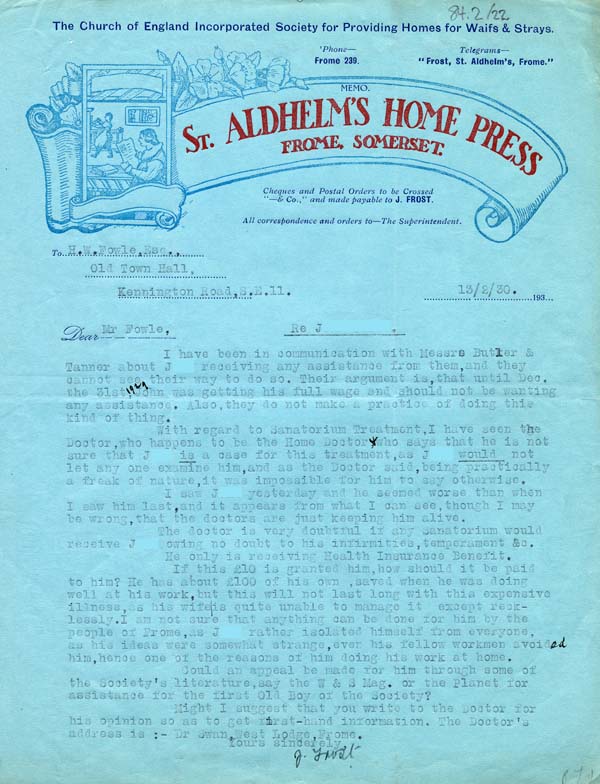 84.2/22
The Church of England Incorporated Society for Providing Homes for Waifs & Strays.
'Phone—
Frome 239.
Telegrams—
"Frost, St. Aldhelm's, Frome."
MEMO.
ST. ALDHELM'S HOME PRESS
FROME, SOMERSET.
Cheques and Postal Orders to be Crossed
"—& Co.," and made payable to J. FROST.
All correspondence and orders to—The Superintendent.
To H.W.Fowle,Esq.,
Old Town Hall,
Kennington Road,S.E.11.
13/2/30. 193
Dear Mr Fowle, Re J .
I have been in communication with Messrs Butler &
Tanner about J receiving any assistance from them,and they
cannot see their way to do so. Their argument is,that until Dec.
the 31st 1929 John was getting his full wage and should not be wanting
any assistance. Also,they do not make a practice of doing this
kind of thing.
With regard to Sanatorium Treatment,I have seen the
Doctor,who happens to be the Home Doctor, who says that he is not
sure that J is a case for this treatment,as J would not
let any one examine him,and as the Doctor said,being practically
a freak of nature,it was impossible for him to say otherwise.
I saw J yesterday and he seemed worse than when
I saw him last,and it appears from what I can see,though I may
be wrong,that the doctors are just keeping him alive.
The doctor is very doubtful if any Sanatorium would
receive J owing no doubt to his infirmities,temperament &c.
He only is receiving Health Insurance Benefit.
If this £10 is granted him,how should it be paid
to him? He has about £100 of his own ,saved when he was doing
well at his work,but this will not last long with this expensive
illness,as his wife is quite unable to manage it except reck-
lessly.I am not sure that anything can be done for him by the
people of Frome,as J rather isolated himself from everyone,
as his ideas were somewhat strange,even his fellow workmen avoided
him,hence one of the reasons of him doing his work at home.
Could an appeal be made for him through some of
the Society's literature,say the W & S Mag. or the Planet for
assistance for the first Old Boy of the Society?
Might I suggest that you write to the Doctor for
his opinion so as to get first-hand information. The Doctor's
address is :- Dr Swan,West Lodge,Frome.
Yours sincerely
J. Frost